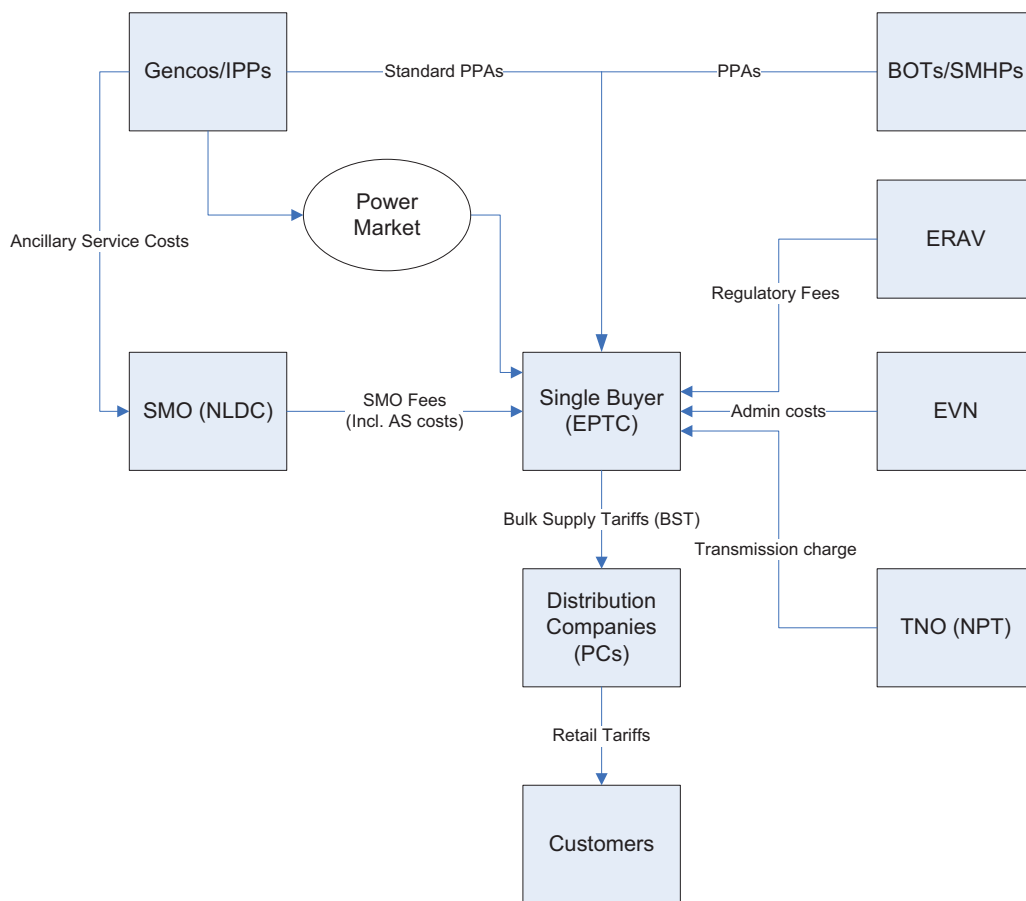 Gencos/IPPs
Standard PPAs
PPAs
BOTs/SMHPs
Power
Market
Ancillary Service Costs
ERAV
Regulatory Fees
SMO (NLDC)
SMO Fees
(Incl. AS costs)
Single Buyer
(EPTC)
Admin costs
EVN
Bulk Supply Tariffs (BST)
Transmission charge
Distribution
Companies
(PCs)
TNO (NPT)
Retail Tariffs
Customers